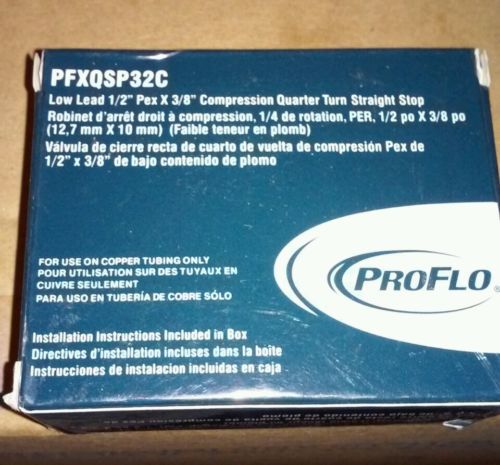 PFXQSP32C
Low Lead 1/2" Pex X 3/8" Compression Quarter Turn Straight Stop
Robinet d'arrêt droit à compression, 1/4 de rotation, PER, 1/2 po X 3/8 po
(12,7 mm X 10 mm) (Faible teneur en plomb)
Válvula de cierre recta de cuarto de vuelta de compresión Pex de
1/2" x 3/8" de bajo contenido de plomo
FOR USE ON COPPER TUBING ONLY
POUR UTILISATION SUR DES TUYAUX EN
CUIVRE SEULEMENT
PARA USO EN TUBERÍA DE COBRE SÓLO
PROFLO®
Installation Instructions Included in Box
Directives d'installation incluses dans la boîte
Instrucciones de instalacion incluidas en caja